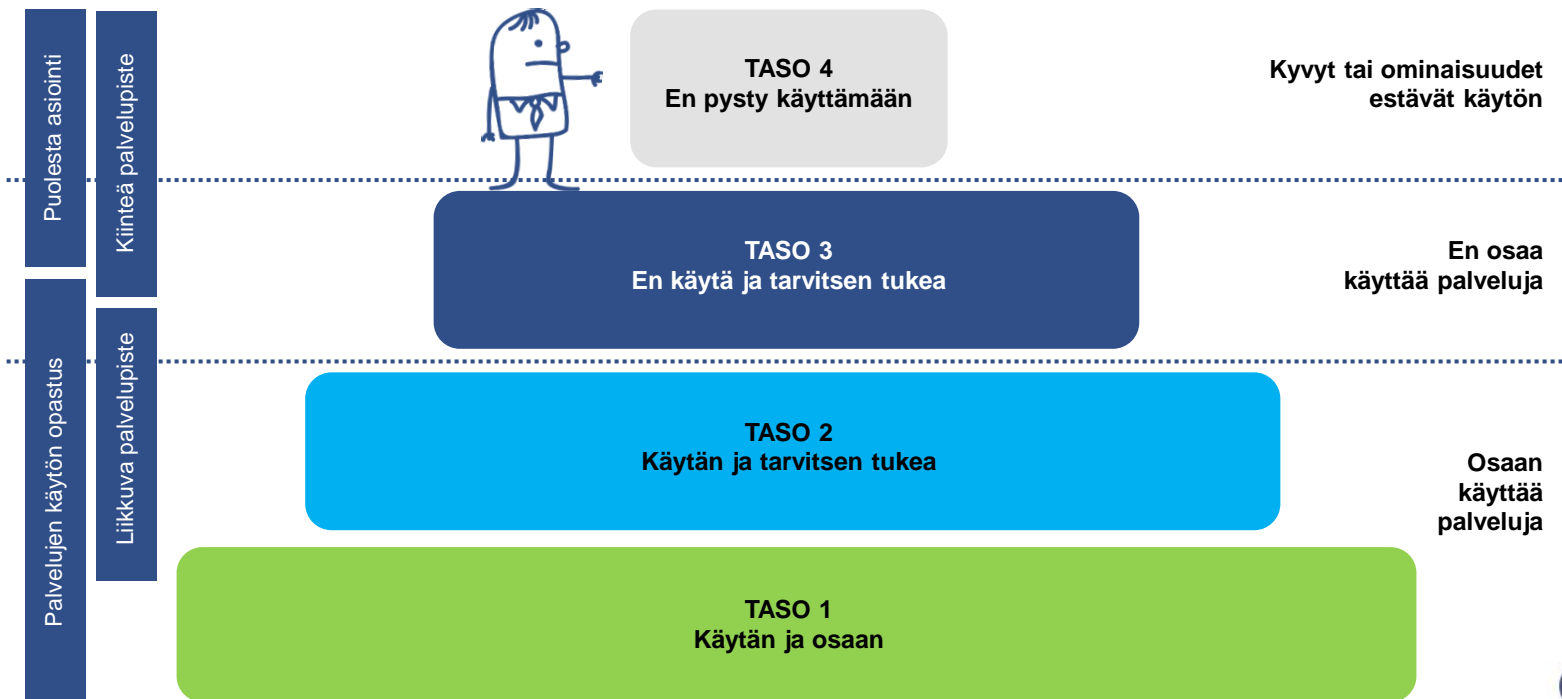 Puolesta asiointi
Kiinteä palvelupiste
Palvelujen käytön opastus
Liikkuva palvelupiste
TASO 4
En pysty käyttämään
Kyvyt tai ominaisuudet
estävät käytön
TASO 3
En käytä ja tarvitsen tukea
En osaa
käyttää palveluja
TASO 2
Käytän ja tarvitsen tukea
Osaan
käyttää
palveluja
TASO 1
Käytän ja osaan